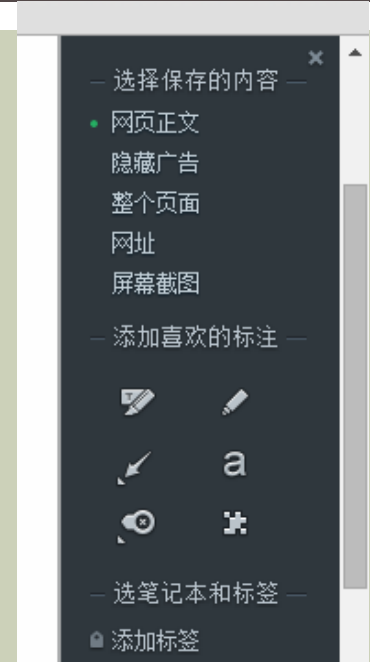 选择保存的内容
网页正文
隐藏广告
整个页面
网址
屏幕截图
添加喜欢的标注
a
选笔记本和标签
添加标签